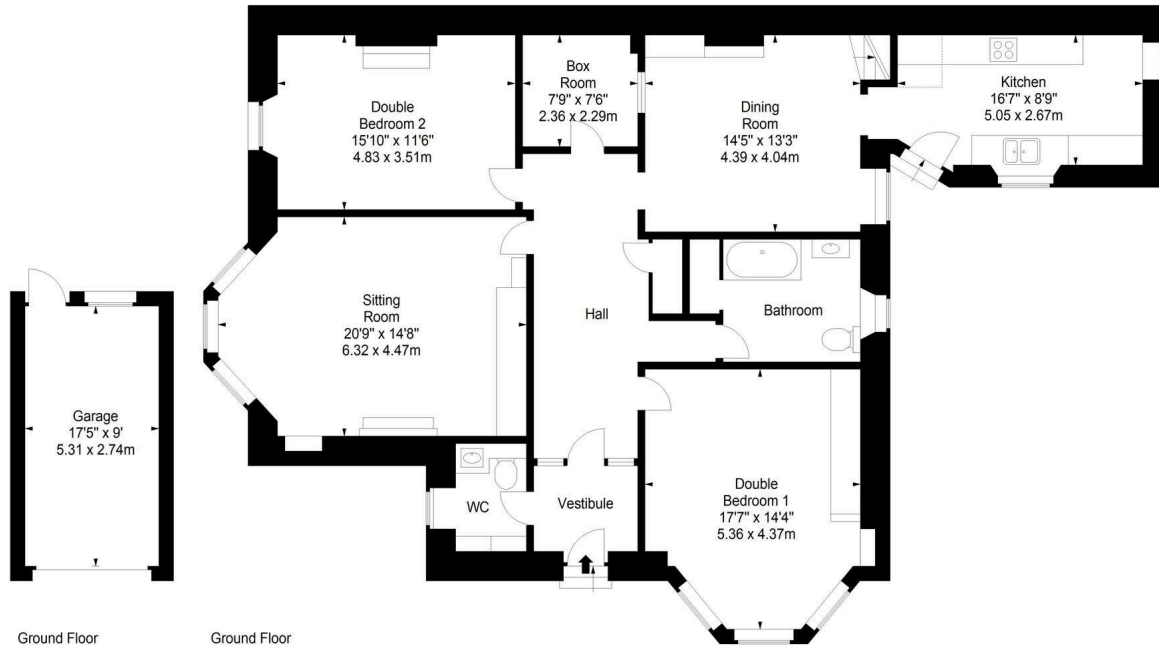 Double
Bedroom 2
15'10" x 11'6"
4.83 x 3.51m
Box
Room
7'9" x 7'6"
2.36 x 2.29m
Dining
Room
14'5" x 13'3"
4.39 x 4.04m
Kitchen
16'7" x 8'9"
5.05 x 2.67m
Sitting
Room
20'9" x 14'8"
6.32 x 4.47m
Hall
Bathroom
Garage
17'5" x 9'
5.31 x 2.74m
WC
Vestibule
Double
Bedroom 1
17'7" x 14'4"
5.36 x 4.37m
Ground Floor
Ground Floor